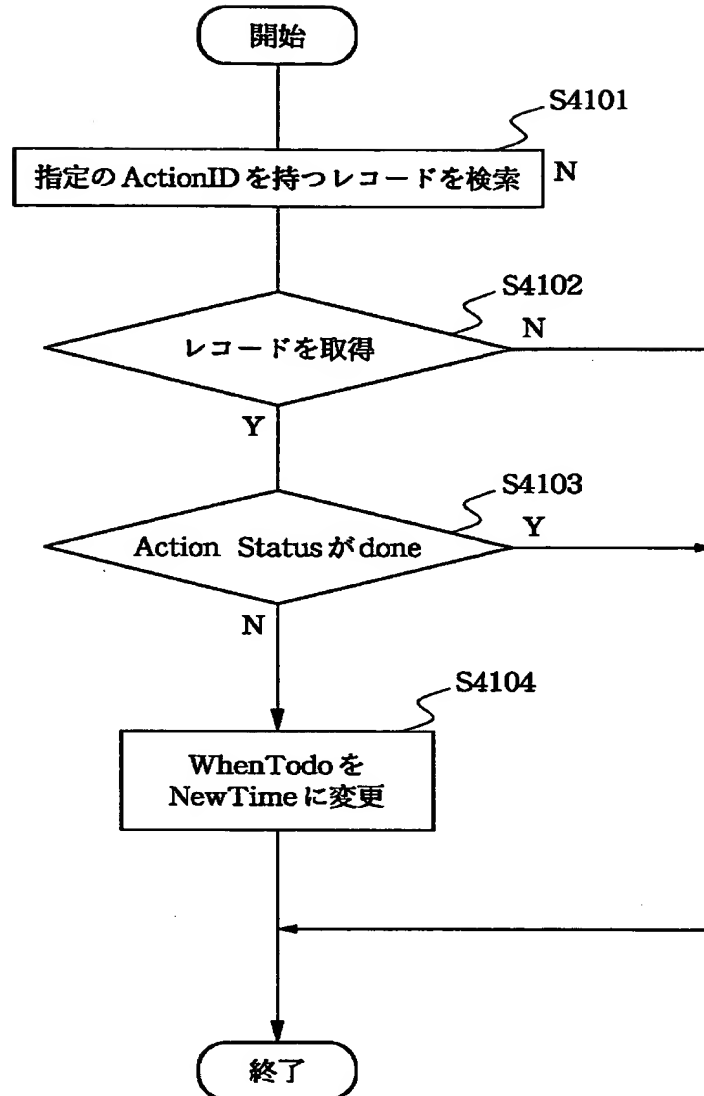 開始
S4101
指定のActionIDを持つレコードを検索
N
S4102
レコードを取得
N
Y
S4103
Action Statusがdone
Y
N
S4104
WhenTodoを
NewTimeに変更
終了